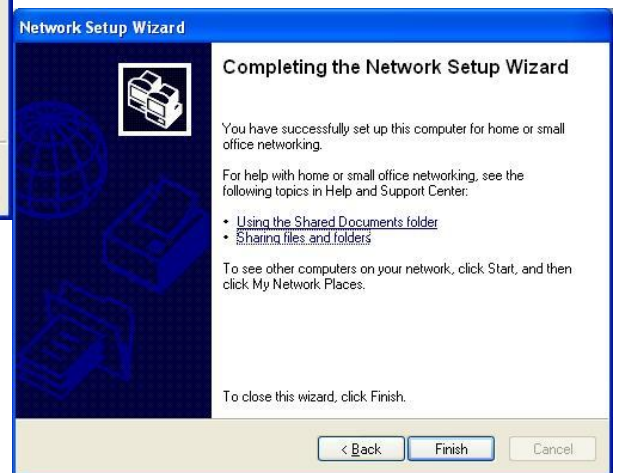 Network Setup Wizard
Completing the Network Setup Wizard
You have successfully set up this computer for home or small
office networking.
For help with home or small office networking, see the
following topics in Help and Support Center:
• Using the Shared Documents folder
• Sharing files and folders
To see other computers on your network, click Start, and then
click My Network Places.
To close this wizard, click Finish.
< Back
Finish
Cancel